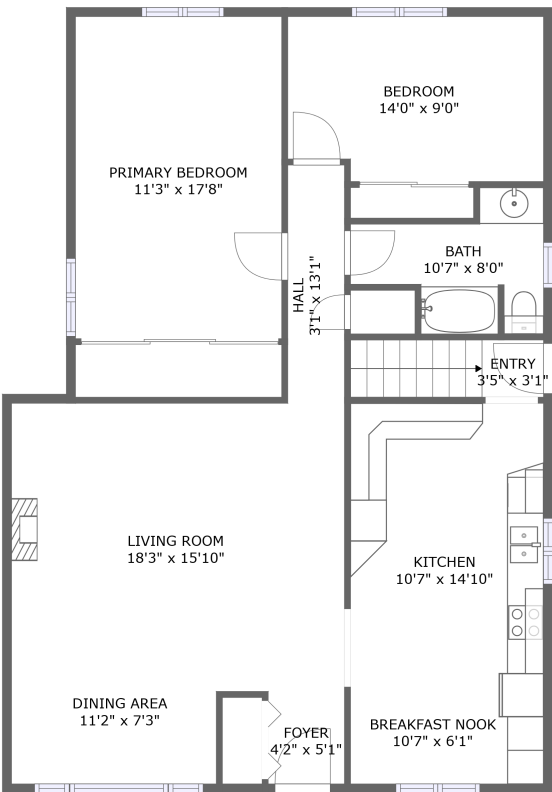 BEDROOM
14'0" x 9'0"
PRIMARY BEDROOM
11'3" x 17'8"
BATH
10'7" x 8'0"
HALL
3'1" x 13'1"
ENTRY
3'5" x 3'1"
LIVING ROOM
18'3" x 15'10"
KITCHEN
10'7" x 14'10"
DINING AREA
11'2" x 7'3"
FOYER
4'2" x 5'1"
BREAKFAST NOOK
10'7" x 6'1"